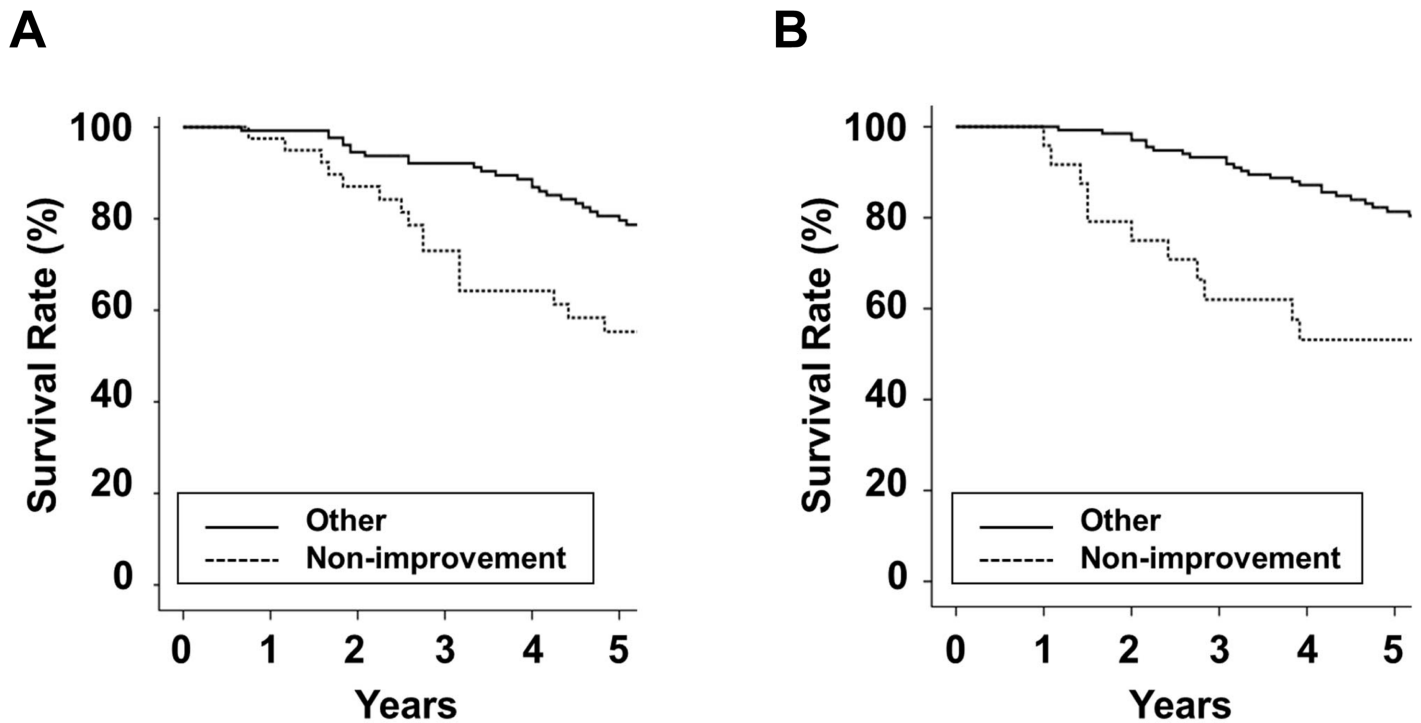 A
Survival Rate (%)
100
80
60
40
20
0
Other
Non-improvement
0 1 2 3 4 5
Years
B
Survival Rate (%)
100
80
60
40
20
0
Other
Non-improvement
0 1 2 3 4 5
Years